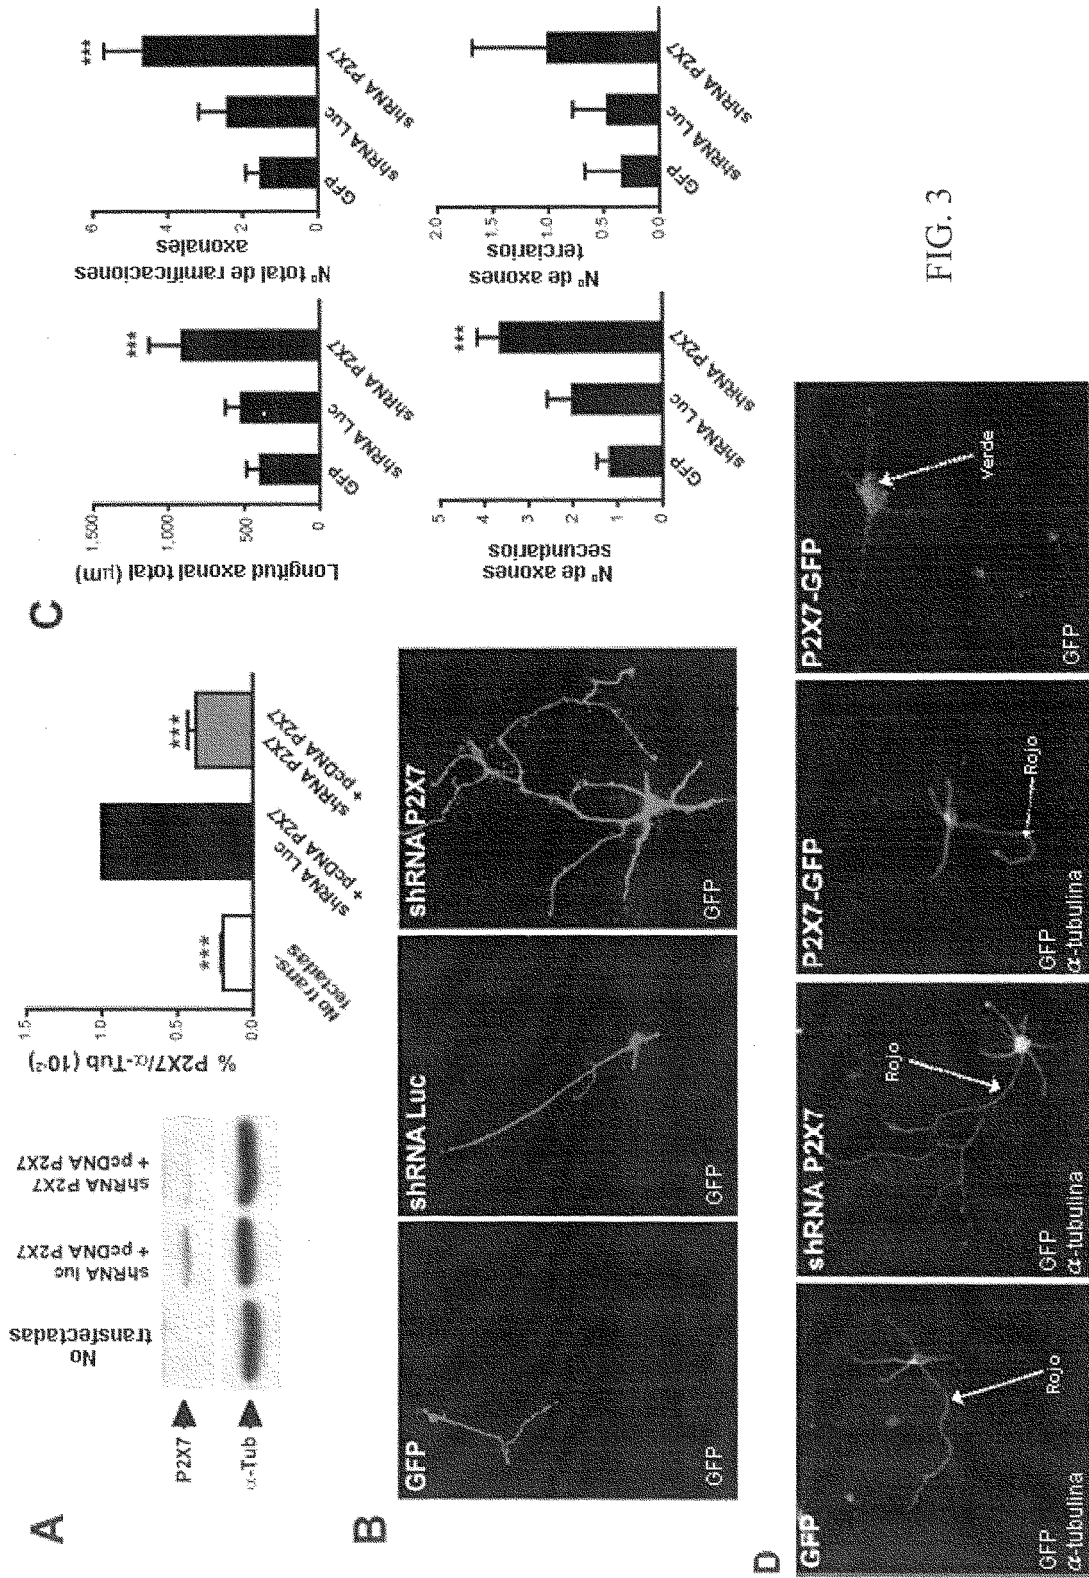 A
P2X7
α-Tub
No
transfectadas
shRNA luc
+ pcDNA P2X7
shRNA P2X7
+ pcDNA P2X7
% P2X7/α-Tub (10⁻²)
1.5
1.0
0.5
0.0
***
***
No trans-
fectadas
shRNA Luc
+ pcDNA P2X7
shRNA P2X7
+ pcDNA P2X7
B
GFP
GFP
shRNA Luc
GFP
shRNA P2X7
GFP
C
Longitud axonal total (µm)
1,500
1,000
500
0
***
GFP
shRNA Luc
shRNA P2X7
Nº total de ramificaciones
axonales
6
4
2
0
***
GFP
shRNA Luc
shRNA P2X7
Nº de axones
secundarios
5
4
3
2
1
0
***
GFP
shRNA Luc
shRNA P2X7
Nº de axones
terciarios
2.0
1.5
1.0
0.5
0.0
GFP
shRNA Luc
shRNA P2X7
D
GFP
Rojo
GFP
α-tubulina
shRNA P2X7
Rojo
GFP
α-tubulina
P2X7-GFP
Rojo
GFP
α-tubulina
P2X7-GFP
Verde
GFP
FIG. 3